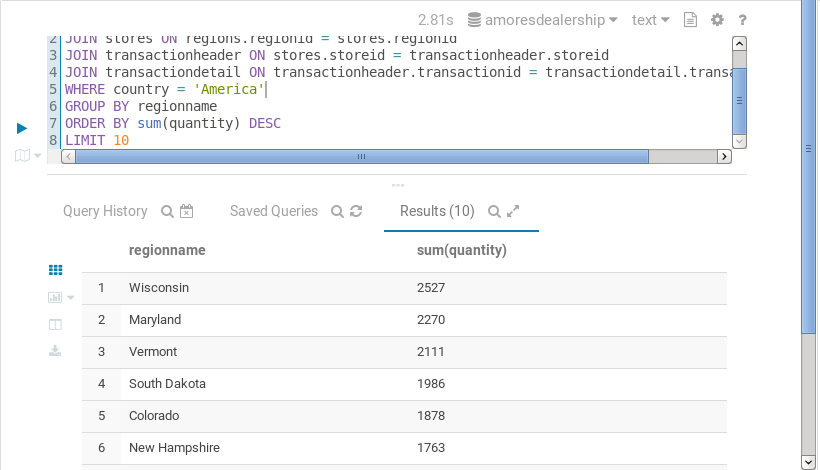 2.81s amoresdealership text ?
2 JOIN stores ON regions.regionid = stores.regionid
3 JOIN transactionheader ON stores.storeid = transactionheader.storeid
4 JOIN transactiondetail ON transactionheader.transactionid = transactiondetail.transa
5 WHERE country = 'America'
6 GROUP BY regionname
7 ORDER BY sum(quantity) DESC
8 LIMIT 10
Query History Saved Queries Results (10)
regionname sum(quantity)
1 Wisconsin 2527
2 Maryland 2270
3 Vermont 2111
4 South Dakota 1986
5 Colorado 1878
6 New Hampshire 1763